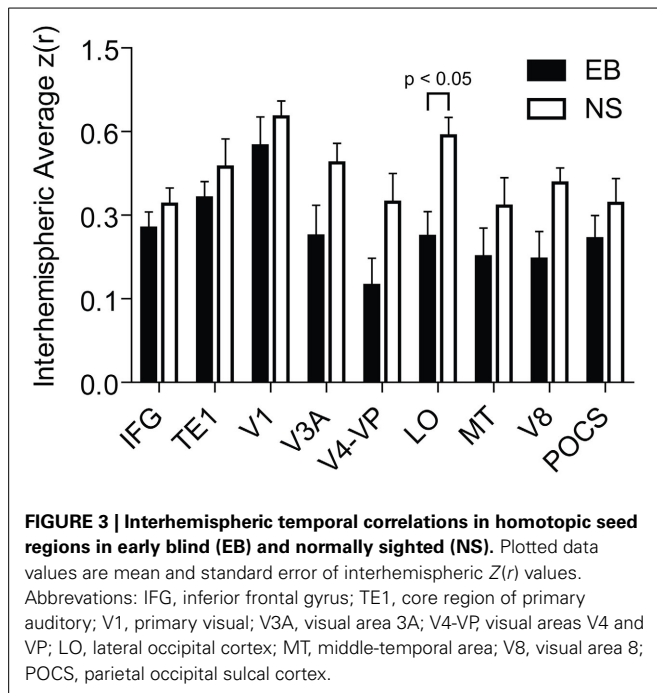 Interhemispheric Average z(r)
1.5
0.6
0.3
0.1
0.0
p < 0.05
EB
NS
IFG
TE1
V1
V3A
V4-VP
LO
MT
V8
POCS
FIGURE 3 | Interhemispheric temporal correlations in homotopic seed
regions in early blind (EB) and normally sighted (NS). Plotted data
values are mean and standard error of interhemispheric Z(r) values.
Abbrevations: IFG, inferior frontal gyrus; TE1, core region of primary
auditory; V1, primary visual; V3A, visual area 3A; V4-VP, visual areas V4 and
VP; LO, lateral occipital cortex; MT, middle-temporal area; V8, visual area 8;
POCS, parietal occipital sulcal cortex.